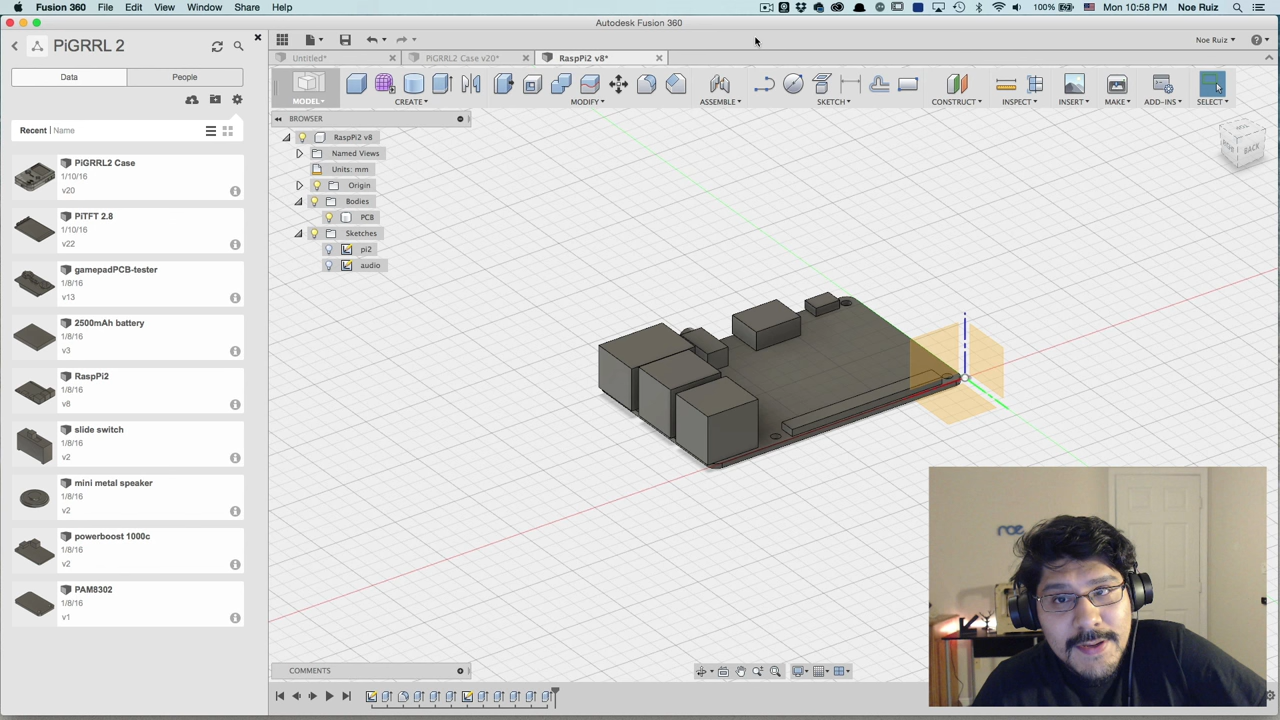 Fusion 360 File Edit View Window Share Help
100% Mon 10:58 PM Noe Ruiz
Autodesk Fusion 360
PiGRRL 2
Noe Ruiz
Untitled*
PiGRRL2 Case v20*
RaspPi2 v8*
Data People
MODEL CREATE MODIFY ASSEMBLE SKETCH CONSTRUCT INSPECT INSERT MAKE ADD-INS SELECT
BROWSER
Recent | Name
RaspPi2 v8
Named Views
Units: mm
Origin
Bodies
PCB
Sketches
pi2
audio
PiGRRL2 Case
1/10/16
v20
PiTFT 2.8
1/10/16
v22
gamepadPCB-tester
1/8/16
v13
2500mAh battery
1/8/16
v3
RaspPi2
1/8/16
v8
slide switch
1/8/16
v2
mini metal speaker
1/8/16
v2
powerboost 1000c
1/8/16
v2
PAM8302
1/8/16
v1
BACK
noe
COMMENTS